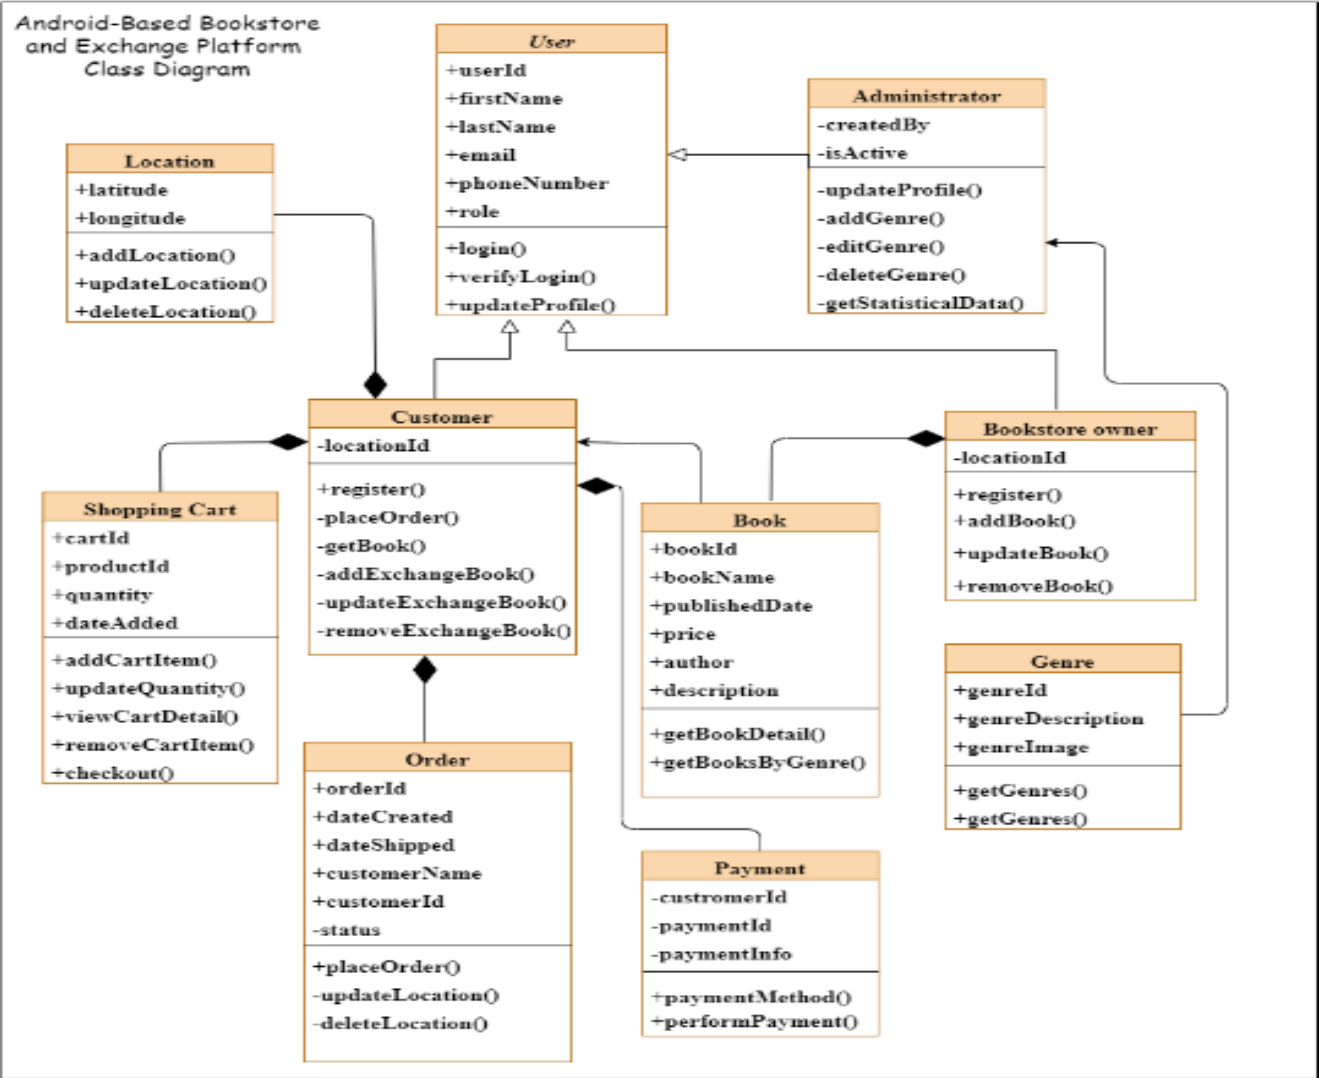 Android-Based Bookstore
and Exchange Platform
Class Diagram
User
+userId
+firstName
+lastName
+email
+phoneNumber
+role
+login()
+verifyLogin()
+updateProfile()
Administrator
-createdBy
-isActive
-updateProfile()
-addGenre()
-editGenre()
-deleteGenre()
-getStatisticalData()
Location
+latitude
+longitude
+addLocation()
+updateLocation()
+deleteLocation()
Customer
-locationId
+register()
-placeOrder()
-getBook()
-addExchangeBook()
-updateExchangeBook()
-removeExchangeBook()
Bookstore owner
-locationId
+register()
+addBook()
+updateBook()
+removeBook()
Shopping Cart
+cartId
+productId
+quantity
+dateAdded
+addCartItem()
+updateQuantity()
+viewCartDetail()
+removeCartItem()
+checkout()
Book
+bookId
+bookName
+publishedDate
+price
+author
+description
+getBookDetail()
+getBooksByGenre()
Genre
+genreId
+genreDescription
+genreImage
+getGenres()
+getGenres()
Order
+orderId
+dateCreated
+dateShipped
+customerName
+customerId
-status
+placeOrder()
-updateLocation()
-deleteLocation()
Payment
-custromerId
-paymentId
-paymentInfo
+paymentMethod()
+performPayment()